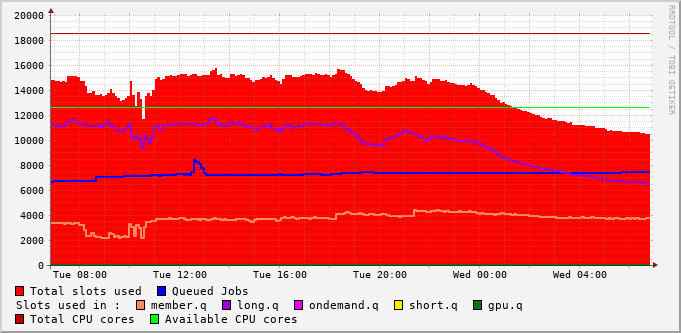 20000
18000
16000
14000
12000
10000
8000
6000
4000
2000
0
Tue 08:00 Tue 12:00 Tue 16:00 Tue 20:00 Wed 00:00 Wed 04:00
Total slots used Queued Jobs
Slots used in : member.q long.q ondemand.q short.q gpu.q
Total CPU cores Available CPU cores
RRDTOOL / TOBI OETIKER